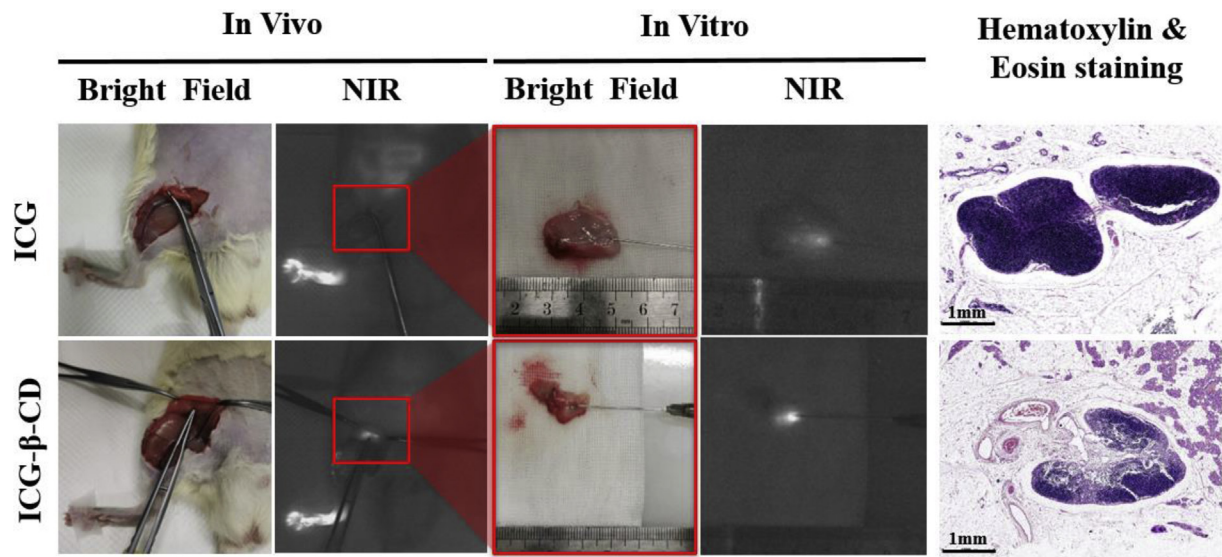 In Vivo
In Vitro
Hematoxylin &
Eosin staining
Bright Field
NIR
Bright Field
NIR
ICG
2 3 4 5 6 7
1mm
ICG-β-CD
1mm